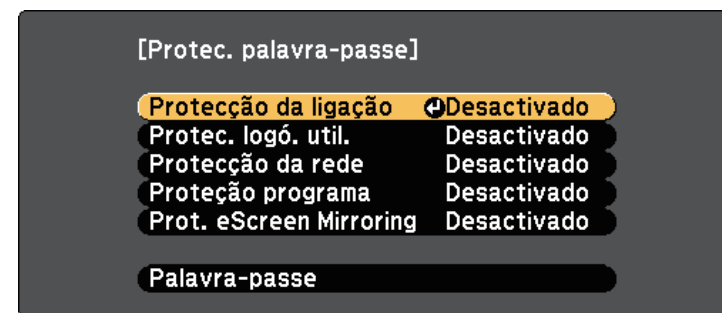 [Protec. palavra-passe]
Protecção da ligação Desactivado
Protec. logó. util. Desactivado
Protecção da rede Desactivado
Proteção programa Desactivado
Prot. eScreen Mirroring Desactivado
Palavra-passe